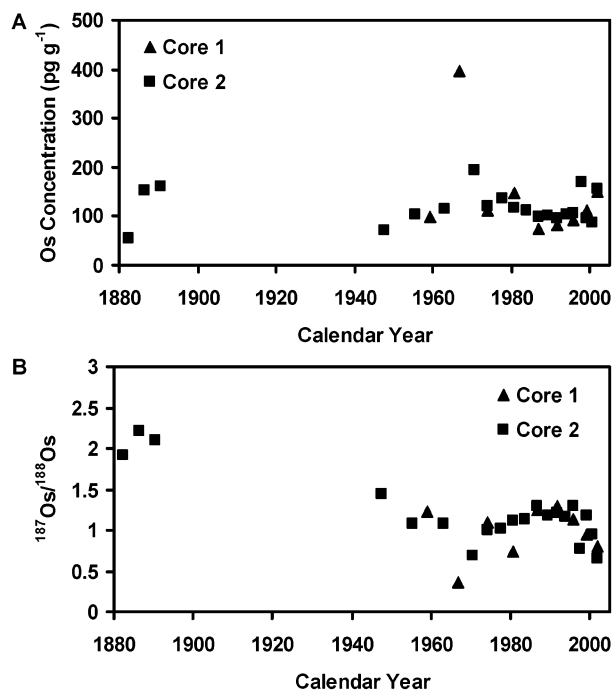 A
Os Concentration (pg g⁻¹)
500
400
300
200
100
0
Core 1
Core 2
1880 1900 1920 1940 1960 1980 2000
Calendar Year
B
¹⁸⁷Os/¹⁸⁸Os
3
2.5
2
1.5
1
0.5
0
Core 1
Core 2
1880 1900 1920 1940 1960 1980 2000
Calendar Year